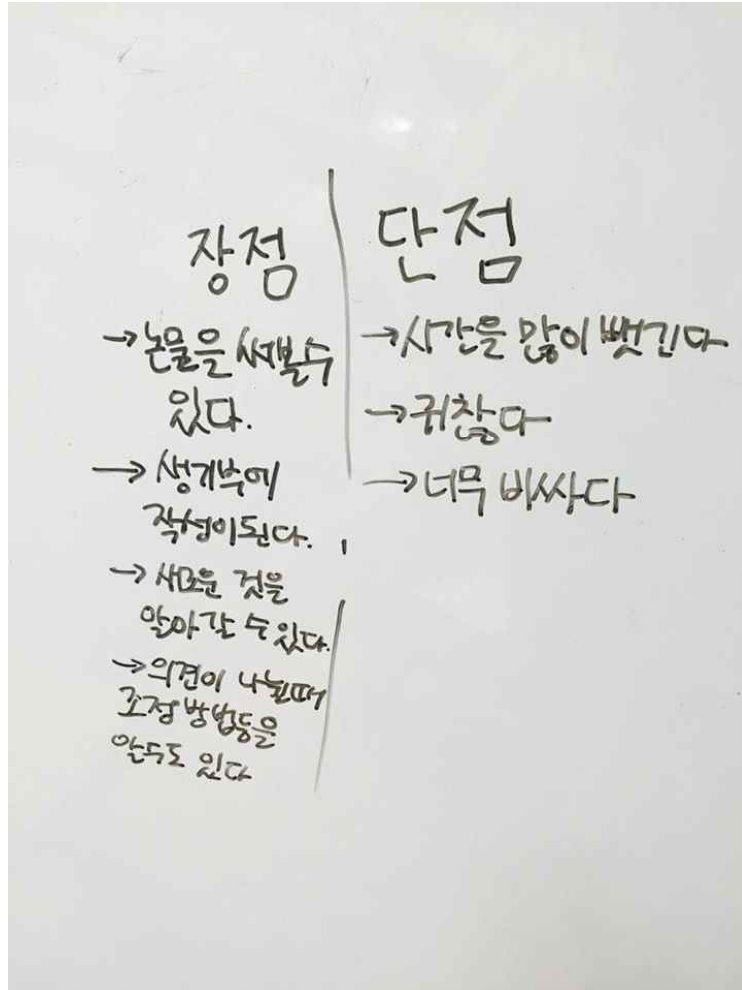 장점
→논물을 써볼수
있다.
→ 생기부에
작성이된다.
→ 새로운 것을
알아갈 수 있다.
→의견이 나뉠때
조정 방법등을
알수도 있다
단점
→시간을 많이 뺏긴다
→귀찮다
→너무 비싸다